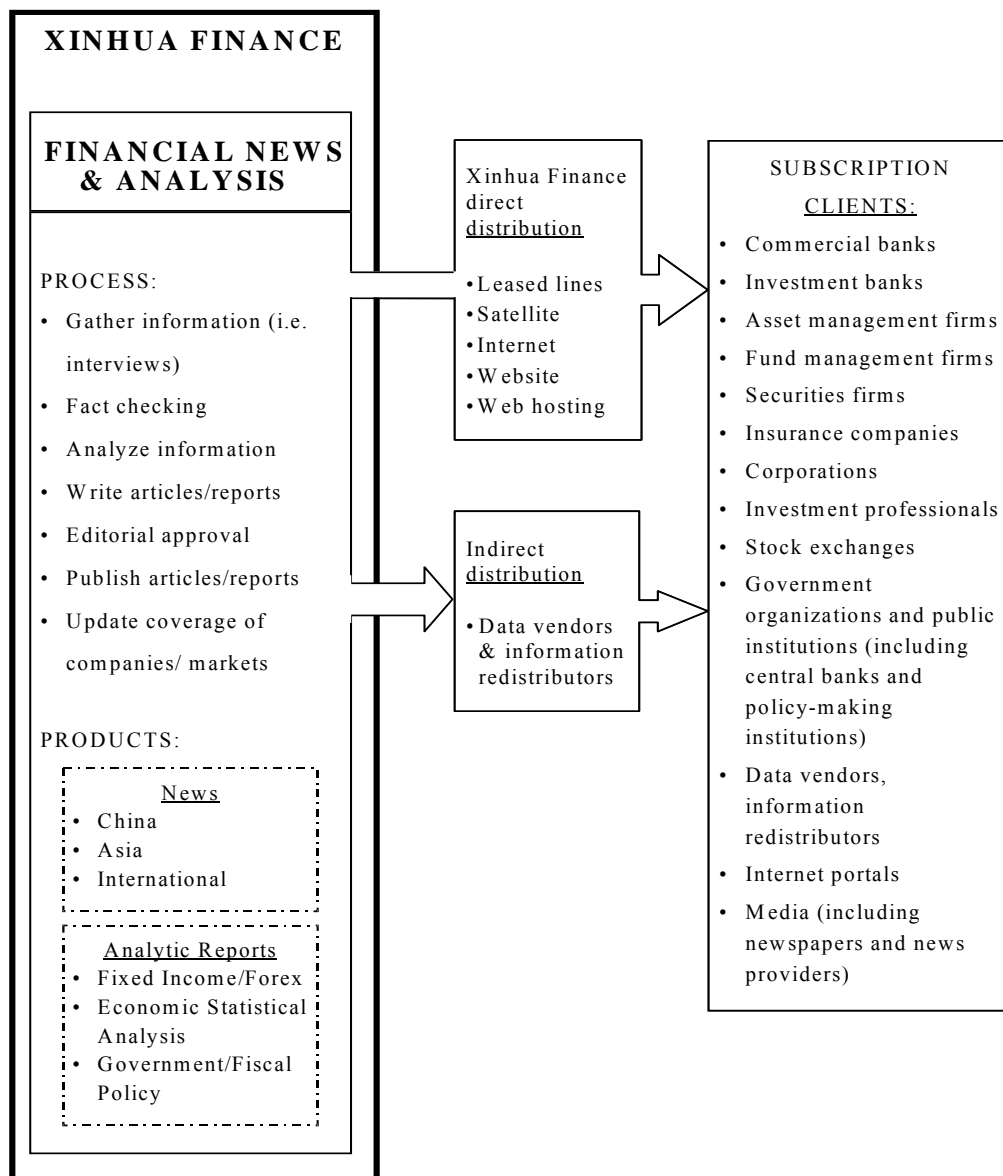 XINHUA FINANCE
FINANCIAL NEWS
& ANALYSIS
PROCESS:
• Gather information (i.e.
interviews)
• Fact checking
• Analyze information
• Write articles/reports
• Editorial approval
• Publish articles/reports
• Update coverage of
companies/ markets
PRODUCTS:
News
• China
• Asia
• International
Analytic Reports
• Fixed Income/Forex
• Economic Statistical
Analysis
• Government/Fiscal
Policy
Xinhua Finance
direct
distribution
•Leased lines
•Satellite
•Internet
•Website
•Web hosting
Indirect
distribution
• Data vendors
& information
redistributors
SUBSCRIPTION
CLIENTS:
• Commercial banks
• Investment banks
• Asset management firms
• Fund management firms
• Securities firms
• Insurance companies
• Corporations
• Investment professionals
• Stock exchanges
• Government
organizations and public
institutions (including
central banks and
policy-making
institutions)
• Data vendors,
information
redistributors
• Internet portals
• Media (including
newspapers and news
providers)